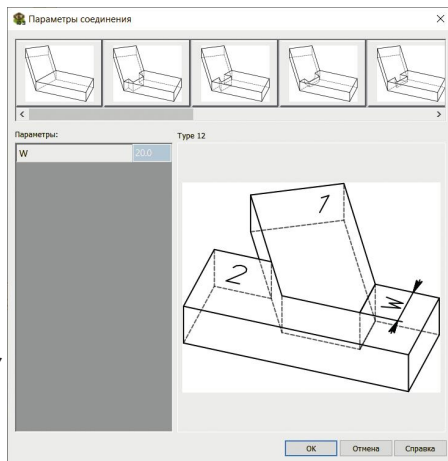 Параметры соединения
Параметры:
Type 12
W 20.0
1
2
W
OK Отмена Справка